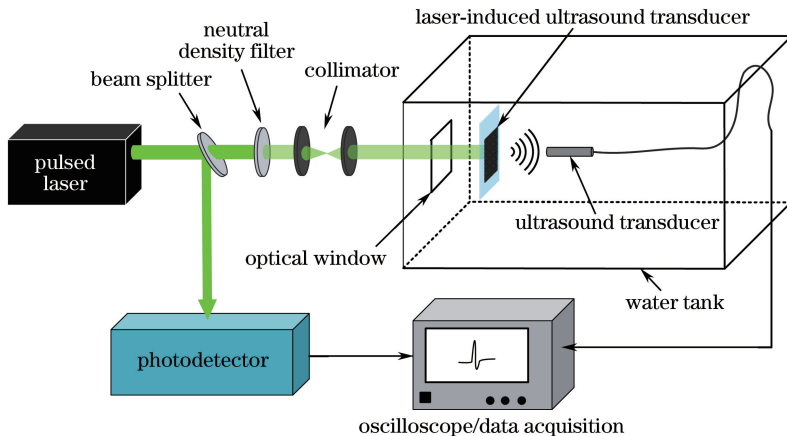 laser-induced ultrasound transducer
neutral
density filter
beam splitter
collimator
pulsed
laser
ultrasound transducer
optical window
water tank
photodetector
oscilloscope/data acquisition